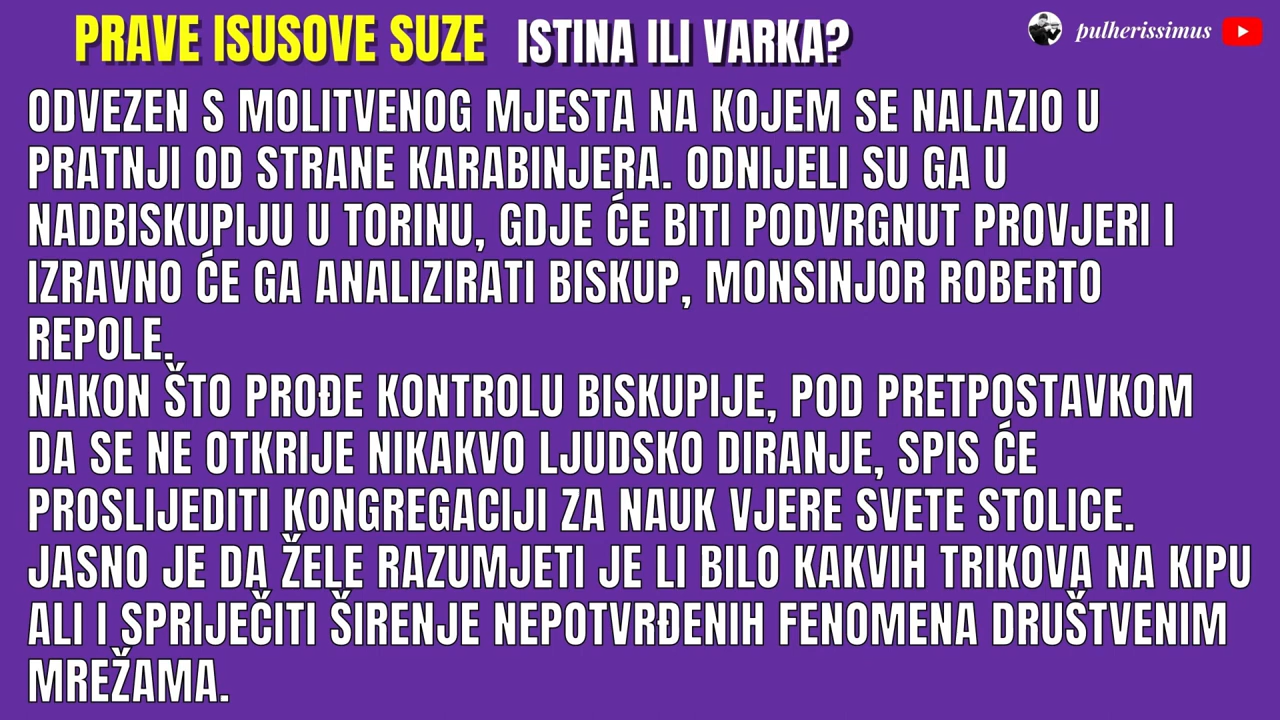 PRAVE ISUSOVE SUZE ISTINA ILI VARKA?
pulherissimus
ODVEZEN S MOLITVENOG MJESTA NA KOJEM SE NALAZIO U
PRATNJI OD STRANE KARABINJERA. ODNIJELI SU GA U
NADBISKUPIJU U TORINU, GDJE ĆE BITI PODVRGNUT PROVJERI I
IZRAVNO ĆE GA ANALIZIRATI BISKUP, MONSINJOR ROBERTO
REPOLE.
NAKON ŠTO PROĐE KONTROLU BISKUPIJE, POD PRETPOSTAVKOM
DA SE NE OTKRIJE NIKAKVO LJUDSKO DIRANJE, SPIS ĆE
PROSLIJEDITI KONGREGACIJI ZA NAUK VJERE SVETE STOLICE.
JASNO JE DA ŽELE RAZUMJETI JE LI BILO KAKVIH TRIKOVA NA KIPU
ALI I SPRIJEČITI ŠIRENJE NEPOTVRĐENIH FENOMENA DRUŠTVENIM
MREŽAMA.